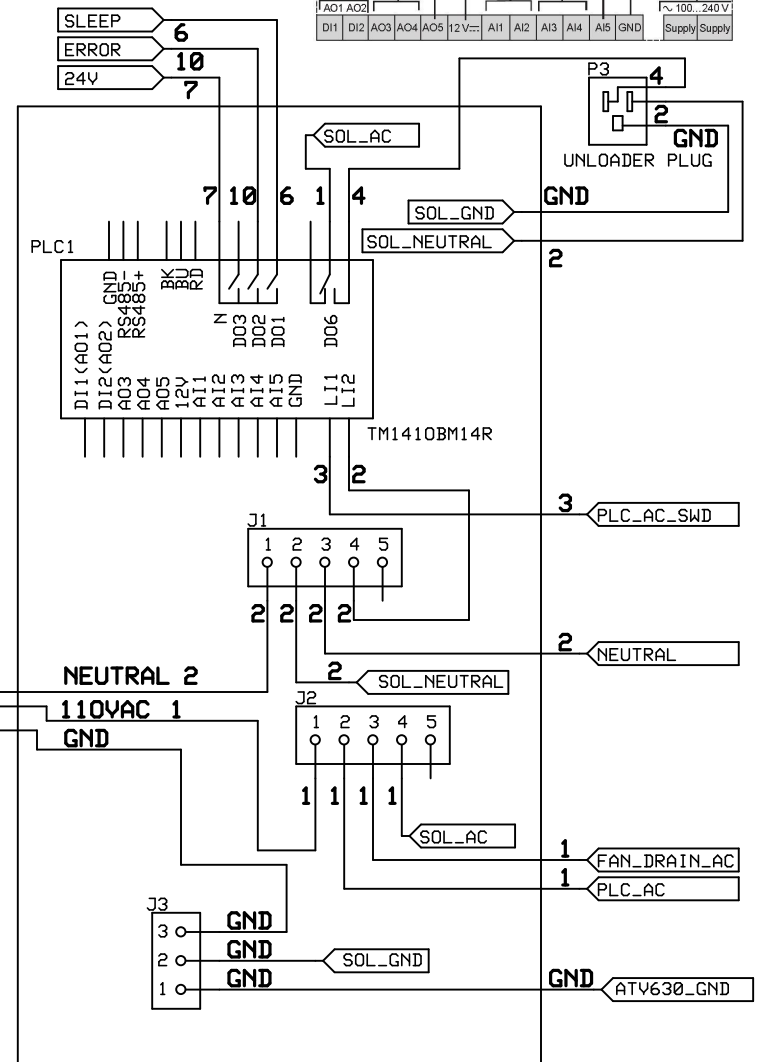 AO1 AO2
~ 100...240 V
DI1 DI2 AO3 AO4 AO5 12 V⎓ AI1 AI2 AI3 AI4 AI5 GND Supply Supply
SLEEP
6
ERROR
10
24V
7
P3
4
2
GND
UNLOADER PLUG
SOL_AC
7 10 6 1 4
GND
SOL_GND
SOL_NEUTRAL
2
PLC1
GND
RS485-
RS485+
BK
BU
RD
N
DO3
DO2
DO1
DO6
DI1(AO1)
DI2(AO2)
AO3
AO4
AO5
12V
AI1
AI2
AI3
AI4
AI5
GND
LI1
LI2
TM1410BM14R
3 2
3
PLC_AC_SWD
J1
1 2 3 4 5
2 2 2 2
2
NEUTRAL
NEUTRAL 2
2
SOL_NEUTRAL
110VAC 1
GND
J2
1 2 3 4 5
1 1 1 1
SOL_AC
1
FAN_DRAIN_AC
1
PLC_AC
J3
3 GND
2 GND
SOL_GND
1 GND
GND
ATV630_GND